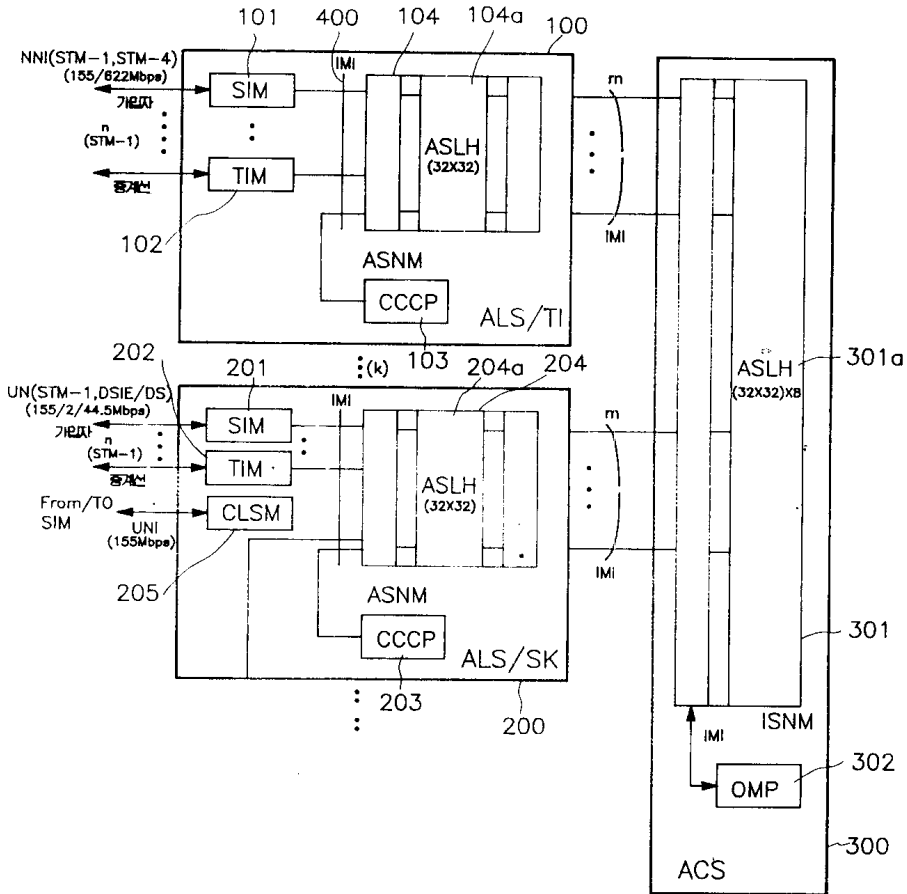 101
400
104
104a
100
NNI(STM-1,STM-4)
(155/622Mbps)
가입자
n
(STM-1)
중계선
SIM
TIM
102
IMI
ASLH
(32X32)
ASNM
CCCP
103
ALS/TI
m
IMI
(k)
202
201
204a
204
UN(STM-1,DSIE/DS)
(155/2/44.5Mbps)
가입자
n
(STM-1)
중계선
From/TO
SIM
UNI
(155Mbps)
SIM
TIM
CLSM
205
IMI
ASLH
(32X32)
ASNM
CCCP
203
ALS/SK
200
m
IMI
ASLH
(32X32)X8
301a
301
ISNM
IMI
OMP
302
300
ACS